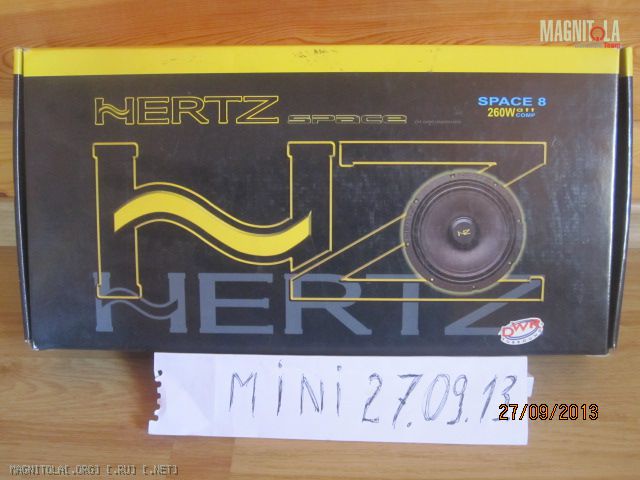 MAGNITOLA
Team
HERTZ
space
SPACE 8
260W
COMP
HZ
HERTZ
DWR
MiNi 27.09.13
27/09/2013
MAGNITOLA[.ORG] [.RU] [.NET]